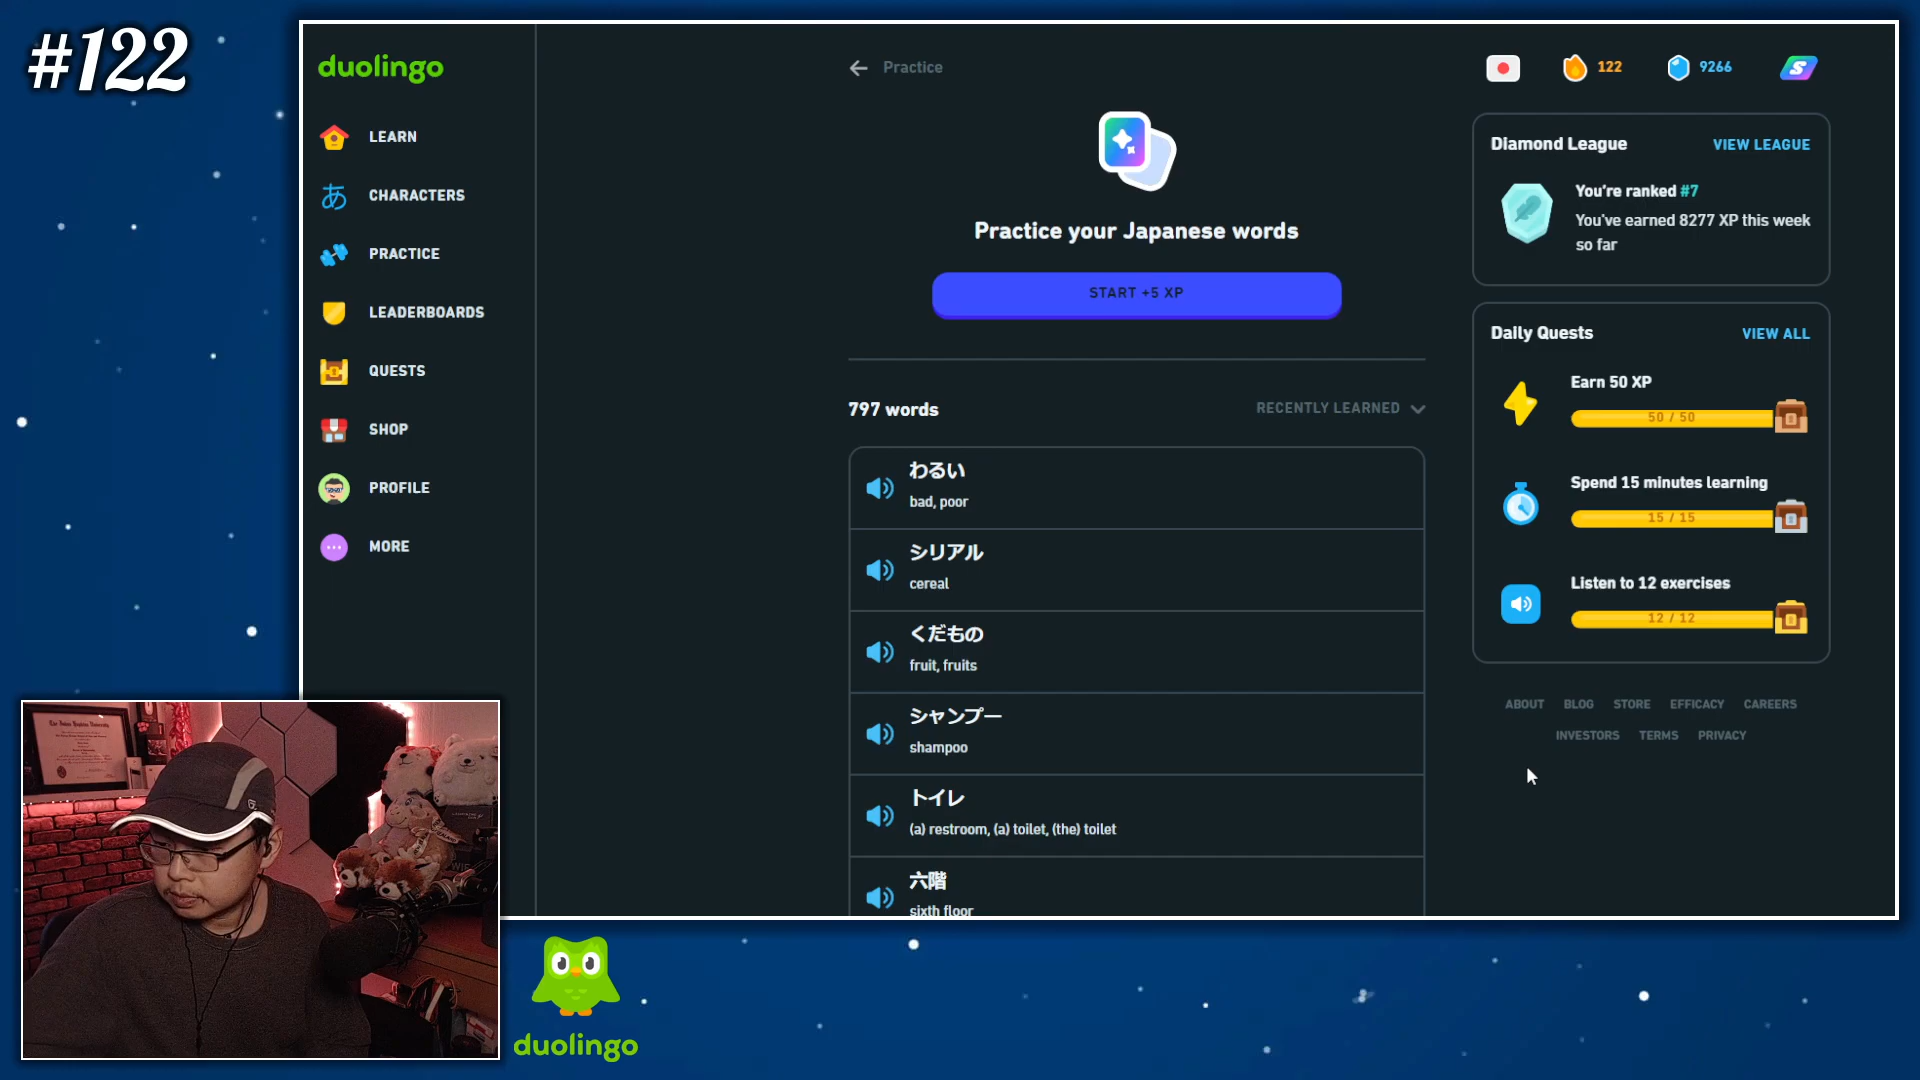 #122
duolingo
LEARN
CHARACTERS
PRACTICE
LEADERBOARDS
QUESTS
SHOP
PROFILE
MORE
Practice
Practice your Japanese words
START +5 XP
797 words
RECENTLY LEARNED
わるい
bad, poor
シリアル
cereal
くだもの
fruit, fruits
シャンプー
shampoo
トイレ
(a) restroom, (a) toilet, (the) toilet
六階
sixth floor
122
9266
Diamond League
VIEW LEAGUE
You're ranked #7
You've earned 8277 XP this week
so far
Daily Quests
VIEW ALL
Earn 50 XP
50 / 50
Spend 15 minutes learning
15 / 15
Listen to 12 exercises
12 / 12
ABOUT BLOG STORE EFFICACY CAREERS
INVESTORS TERMS PRIVACY
duolingo